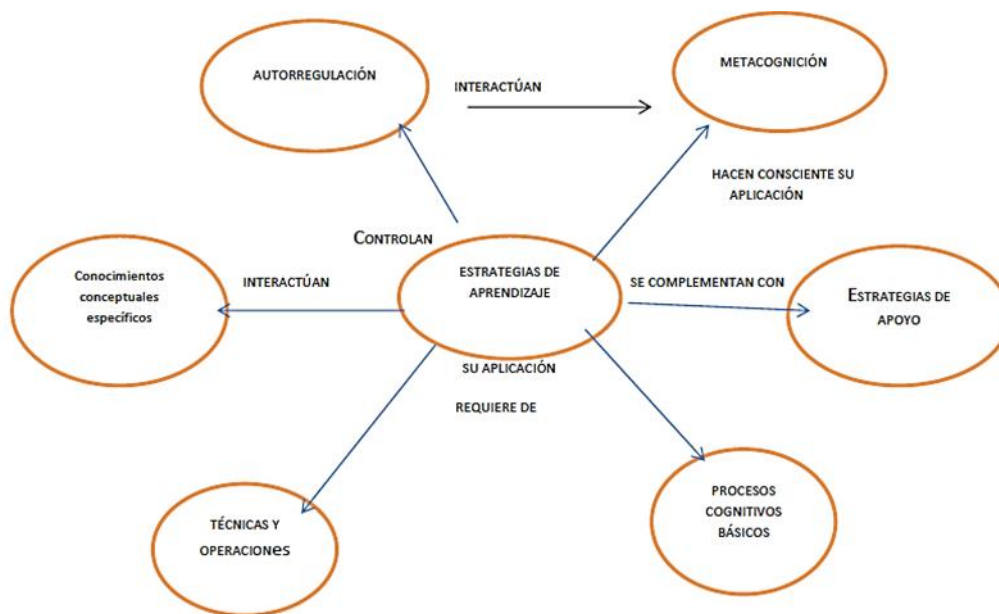 AUTORREGULACIÓN
INTERACTÚAN
METACOGNICIÓN
HACEN CONSCIENTE SU
APLICACIÓN
CONTROLAN
Conocimientos
conceptuales
específicos
INTERACTÚAN
ESTRATEGIAS DE
APRENDIZAJE
SE COMPLEMENTAN CON
ESTRATEGIAS DE
APOYO
SU APLICACIÓN
REQUIERE DE
TÉCNICAS Y
OPERACIONes
PROCESOS
COGNITIVOS
BÁSICOS